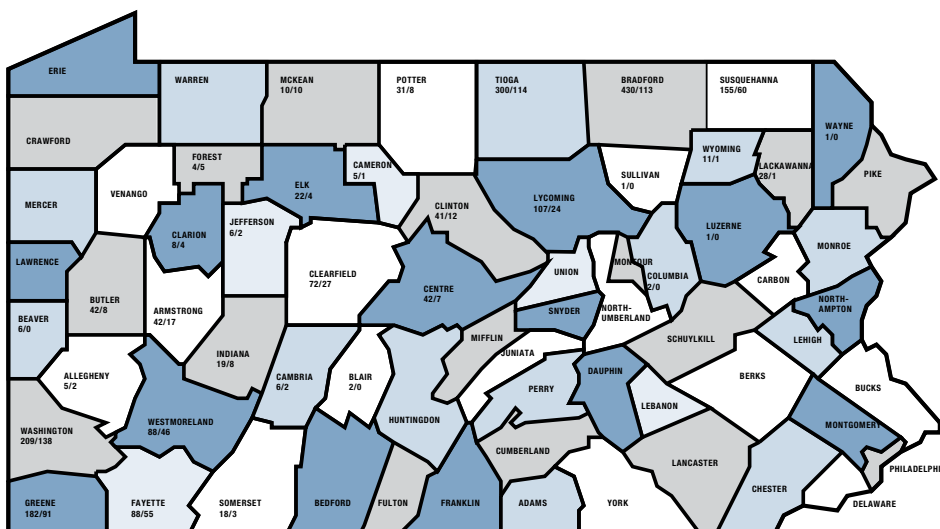 ERIE
WARREN
MCKEAN
10/10
POTTER
31/8
TIOGA
300/114
BRADFORD
430/113
SUSQUEHANNA
155/60
WAYNE
1/0
CRAWFORD
FOREST
4/5
CAMERON
5/1
WYOMING
11/1
LACKAWANNA
28/1
PIKE
MERCER
VENANGO
ELK
22/4
SULLIVAN
1/0
CLINTON
41/12
LYCOMING
107/24
CLARION
8/4
JEFFERSON
6/2
LUZERNE
1/0
MONROE
LAWRENCE
CLEARFIELD
72/27
CENTRE
42/7
UNION
MONTOUR
COLUMBIA
2/0
CARBON
BUTLER
42/8
ARMSTRONG
42/17
BEAVER
6/0
SNYDER
NORTH-
UMBERLAND
NORTH-
AMPTON
INDIANA
19/8
MIFFLIN
JUNIATA
SCHUYLKILL
LEHIGH
ALLEGHENY
5/2
CAMBRIA
6/2
BLAIR
2/0
DAUPHIN
PERRY
BERKS
BUCKS
HUNTINGDON
LEBANON
WASHINGTON
209/138
WESTMORELAND
88/46
MONTGOMERY
CUMBERLAND
LANCASTER
PHILADELPHI
GREENE
182/91
FAYETTE
88/55
SOMERSET
18/3
BEDFORD
FULTON
FRANKLIN
ADAMS
YORK
CHESTER
DELAWARE